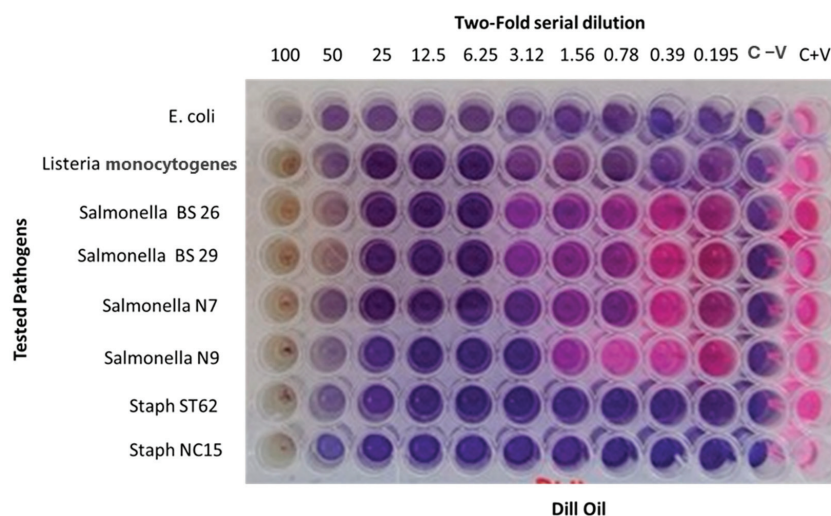 Two-Fold serial dilution
100 50 25 12.5 6.25 3.12 1.56 0.78 0.39 0.195 C –V C+V
E. coli
Listeria monocytogenes
Salmonella BS 26
Salmonella BS 29
Salmonella N7
Salmonella N9
Staph ST62
Staph NC15
Tested Pathogens
Dill Oil